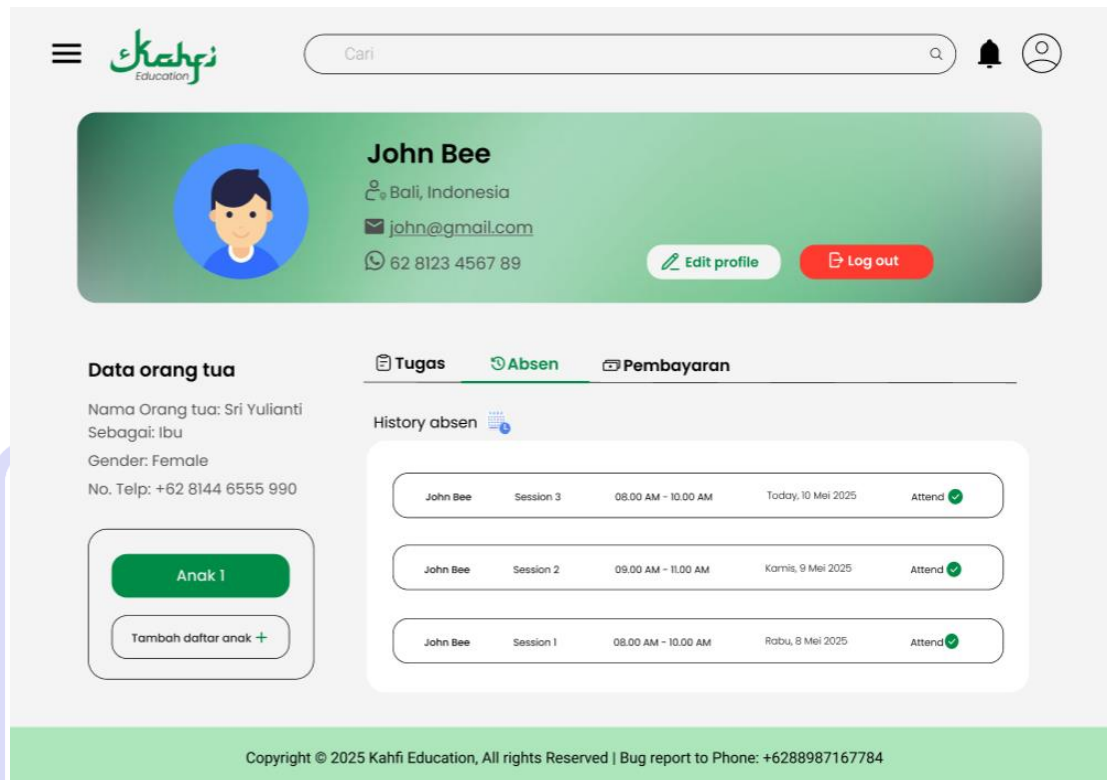 Kahfi
Education
Cari
John Bee
Bali, Indonesia
john@gmail.com
62 8123 4567 89
Edit profile
Log out
Data orang tua
Nama Orang tua: Sri Yulianti
Sebagai: Ibu
Gender: Female
No. Telp: +62 8144 6555 990
Anak 1
Tambah daftar anak +
Tugas Absen Pembayaran
History absen
John Bee Session 3 08.00 AM - 10.00 AM Today, 10 Mei 2025 Attend
John Bee Session 2 09.00 AM - 11.00 AM Kamis, 9 Mei 2025 Attend
John Bee Session 1 08.00 AM - 10.00 AM Rabu, 8 Mei 2025 Attend
Copyright © 2025 Kahfi Education, All rights Reserved | Bug report to Phone: +6288987167784